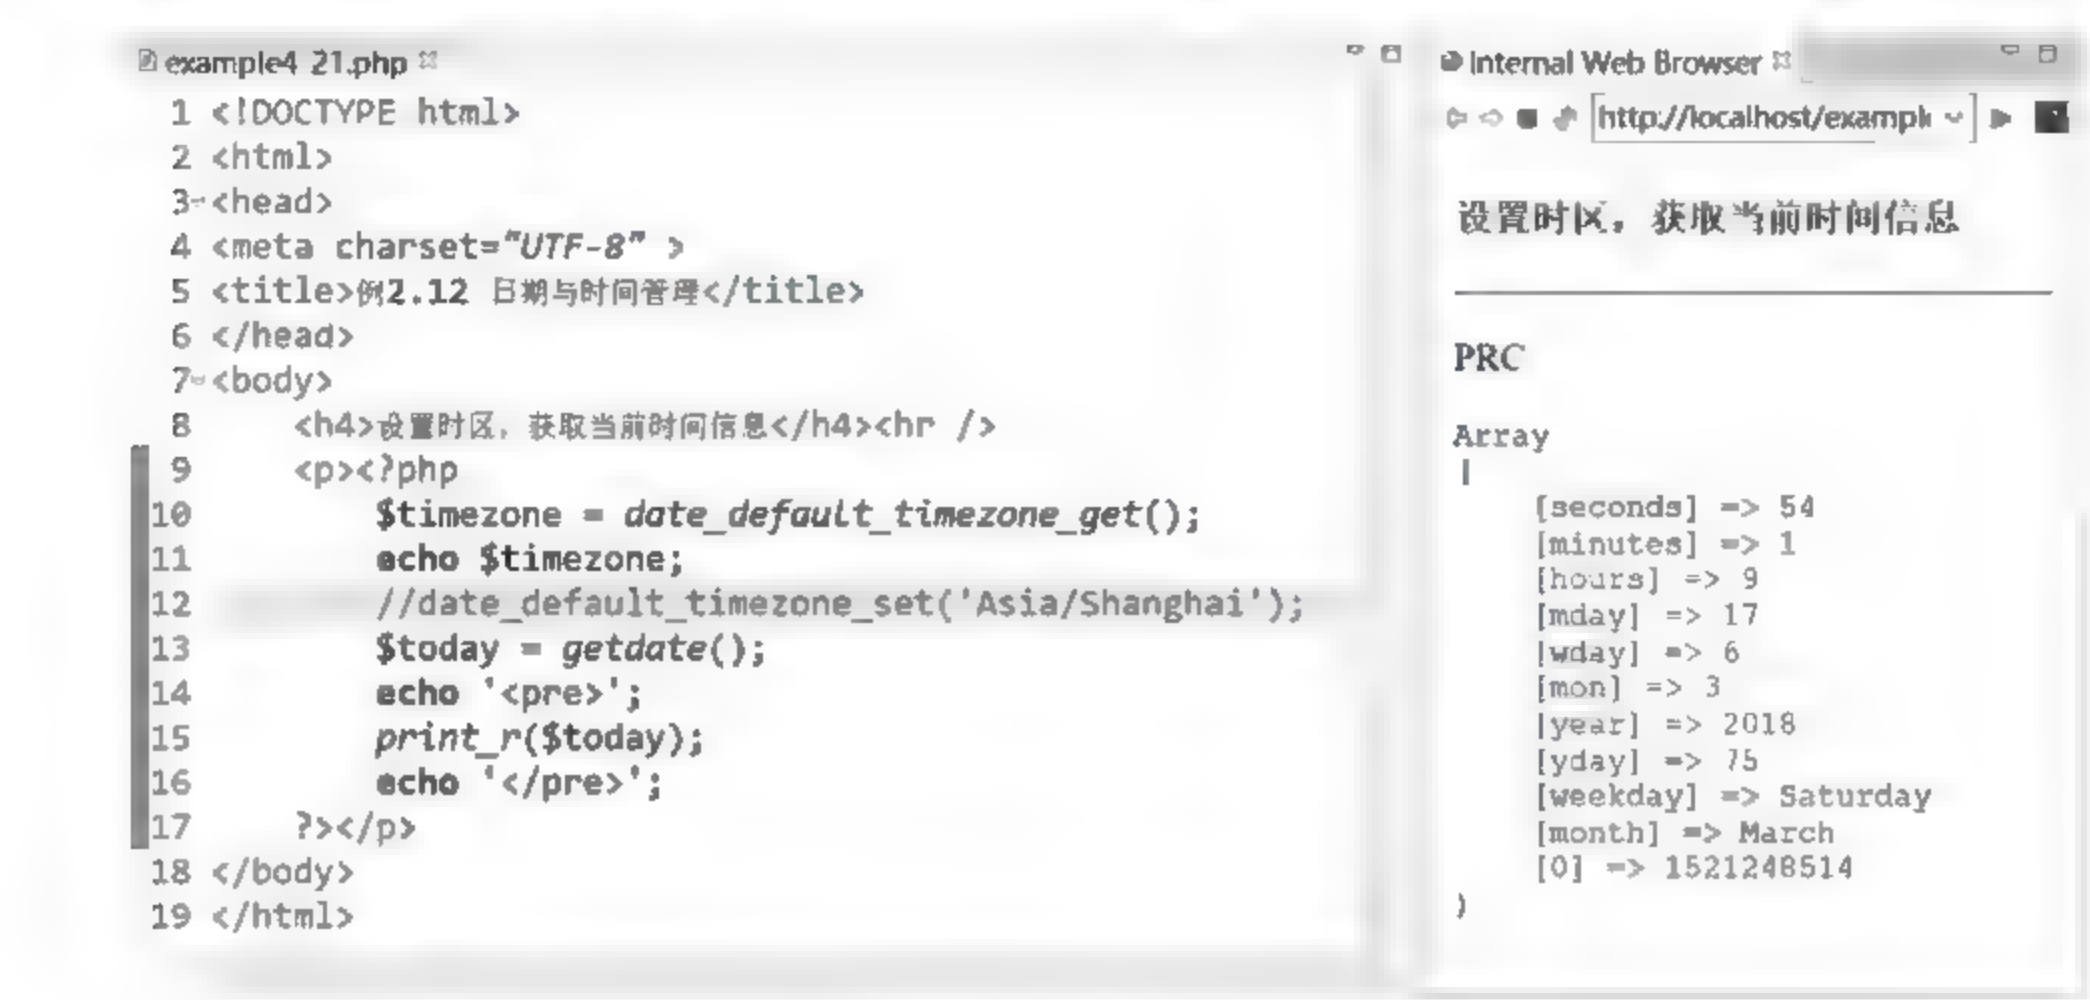 example4_21.php
1 <!DOCTYPE html>
2 <html>
3 <head>
4 <meta charset="UTF-8" >
5 <title>例2.12 日期与时间管理</title>
6 </head>
7 <body>
8 <h4>设置时区，获取当前时间信息</h4><hr />
9 <p><?php
10 $timezone = date_default_timezone_get();
11 echo $timezone;
12 //date_default_timezone_set('Asia/Shanghai');
13 $today = getdate();
14 echo '<pre>';
15 print_r($today);
16 echo '</pre>';
17 ?></p>
18 </body>
19 </html>
Internal Web Browser
http://localhost/exampl
设置时区，获取当前时间信息
PRC
Array
(
[seconds] => 54
[minutes] => 1
[hours] => 9
[mday] => 17
[wday] => 6
[mon] => 3
[year] => 2018
[yday] => 75
[weekday] => Saturday
[month] => March
[0] => 1521248514
)